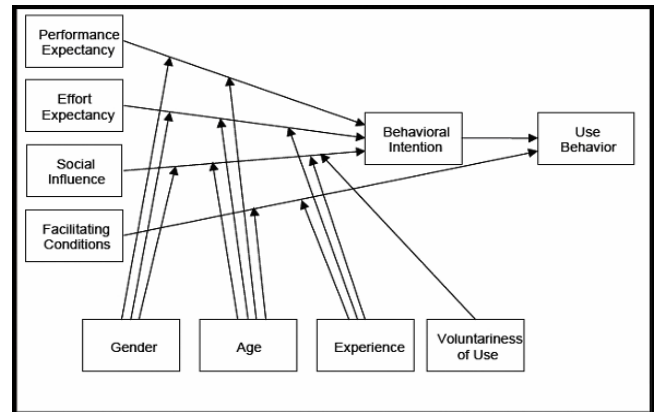 Performance
Expectancy
Effort
Expectancy
Social
Influence
Facilitating
Conditions
Behavioral
Intention
Use
Behavior
Gender
Age
Experience
Voluntariness
of Use